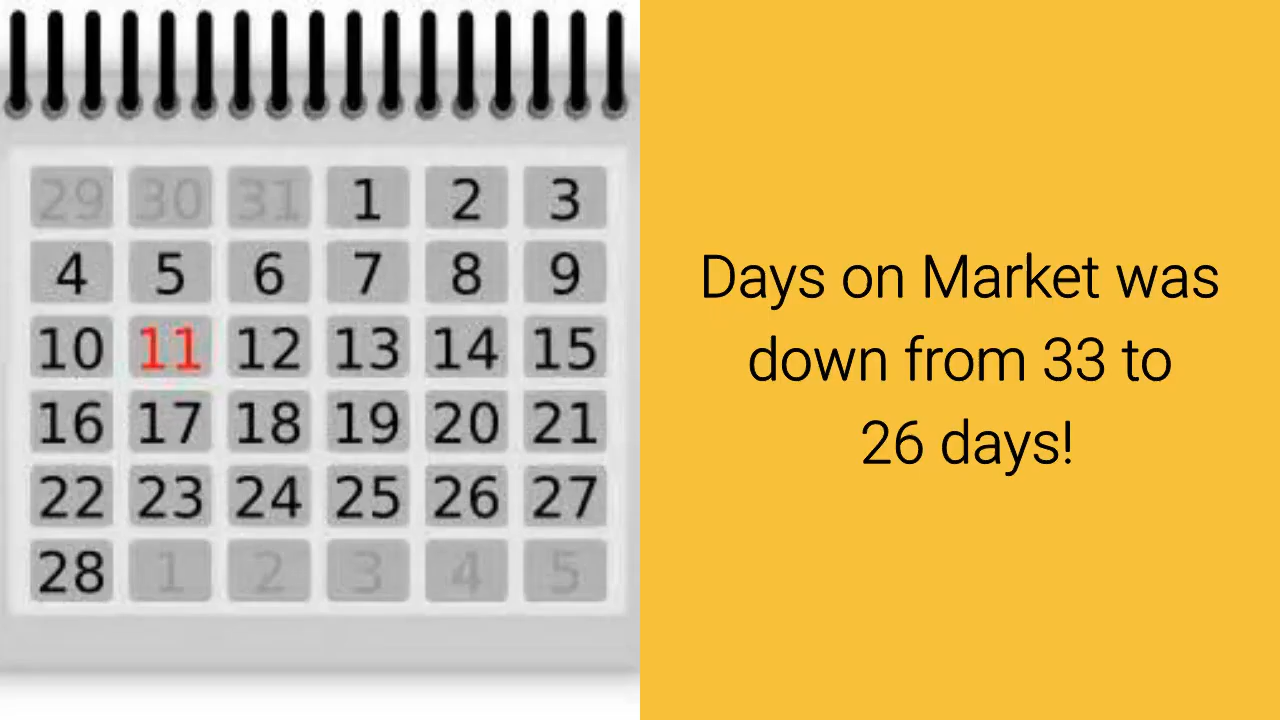 29 30 31 1 2 3
4 5 6 7 8 9
10 11 12 13 14 15
16 17 18 19 20 21
22 23 24 25 26 27
28 1 2 3 4 5
Days on Market was
down from 33 to
26 days!